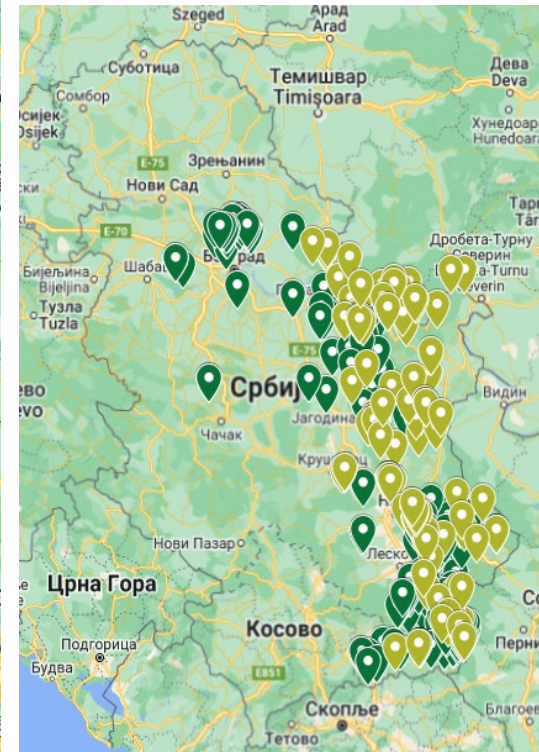 Szeged
Арад
Arad
Суботица
Темишвар
Timișoara
Дева
Deva
Сомбор
Осијек
Osijek
Хунедоара
Hunedoara
E-75
Зрењанин
Нови Сад
E-70
Дробета-Турну
Северин
Бијељина
Bijeljina
Шабац
Београд
Тузла
Tuzla
E-75
Видин
Србија
Јагодина
Чачак
Крушевац
Нови Пазар
Црна Гора
Косово
Подгорица
Будва
E851
Скопље
Тетово